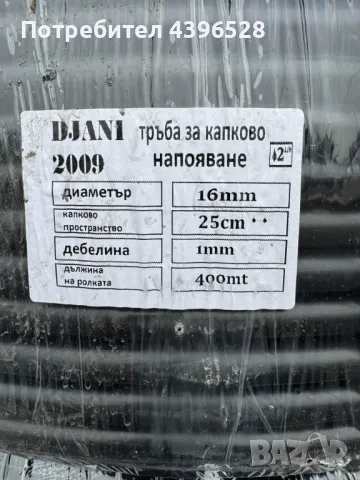 Потребител 4396528
DJANI тръба за капково
2009 напояване
диаметър 16mm
капково
пространство 25cm
дебелина 1mm
дължина
на ролката 400mt
BAZAR